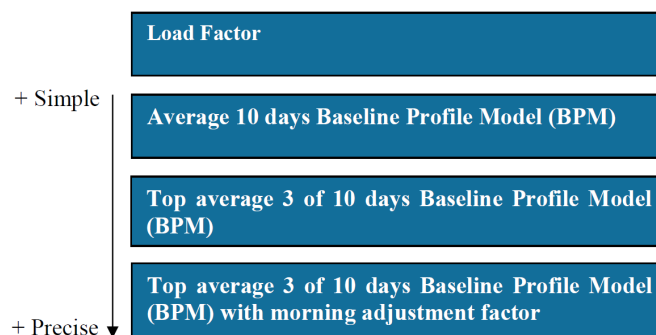 Load Factor
+ Simple
Average 10 days Baseline Profile Model (BPM)
Top average 3 of 10 days Baseline Profile Model
(BPM)
Top average 3 of 10 days Baseline Profile Model
(BPM) with morning adjustment factor
+ Precise